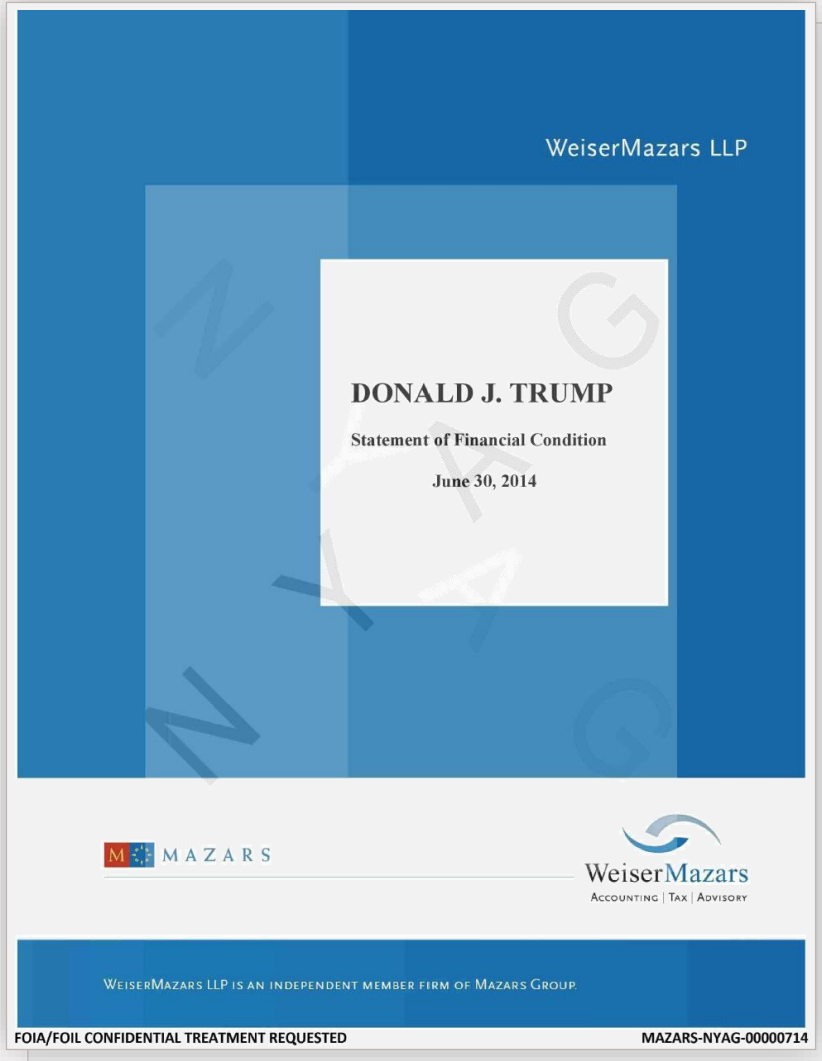 WeiserMazars LLP
DONALD J. TRUMP
Statement of Financial Condition
June 30, 2014
N Y A G
N Y A G
M MAZARS
WeiserMazars
ACCOUNTING | TAX | ADVISORY
WEISERMAZARS LLP IS AN INDEPENDENT MEMBER FIRM OF MAZARS GROUP.
FOIA/FOIL CONFIDENTIAL TREATMENT REQUESTED
MAZARS-NYAG-00000714